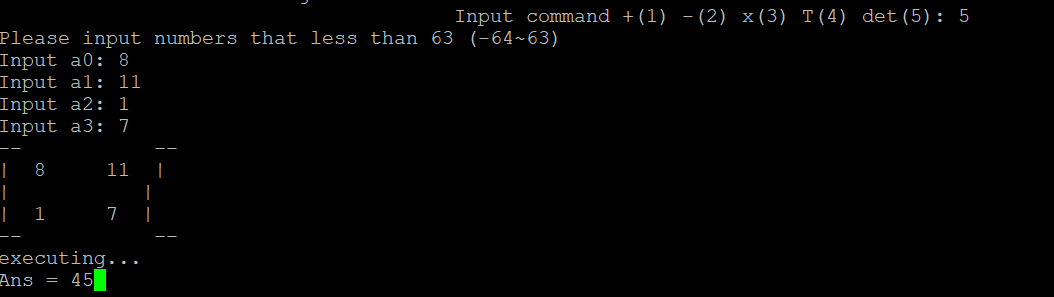 Input command +(1) -(2) x(3) T(4) det(5): 5
Please input numbers that less than 63 (-64~63)
Input a0: 8
Input a1: 11
Input a2: 1
Input a3: 7
--          --
|  8     11  |
|            |
|  1     7  |
--          --
executing...
Ans = 45